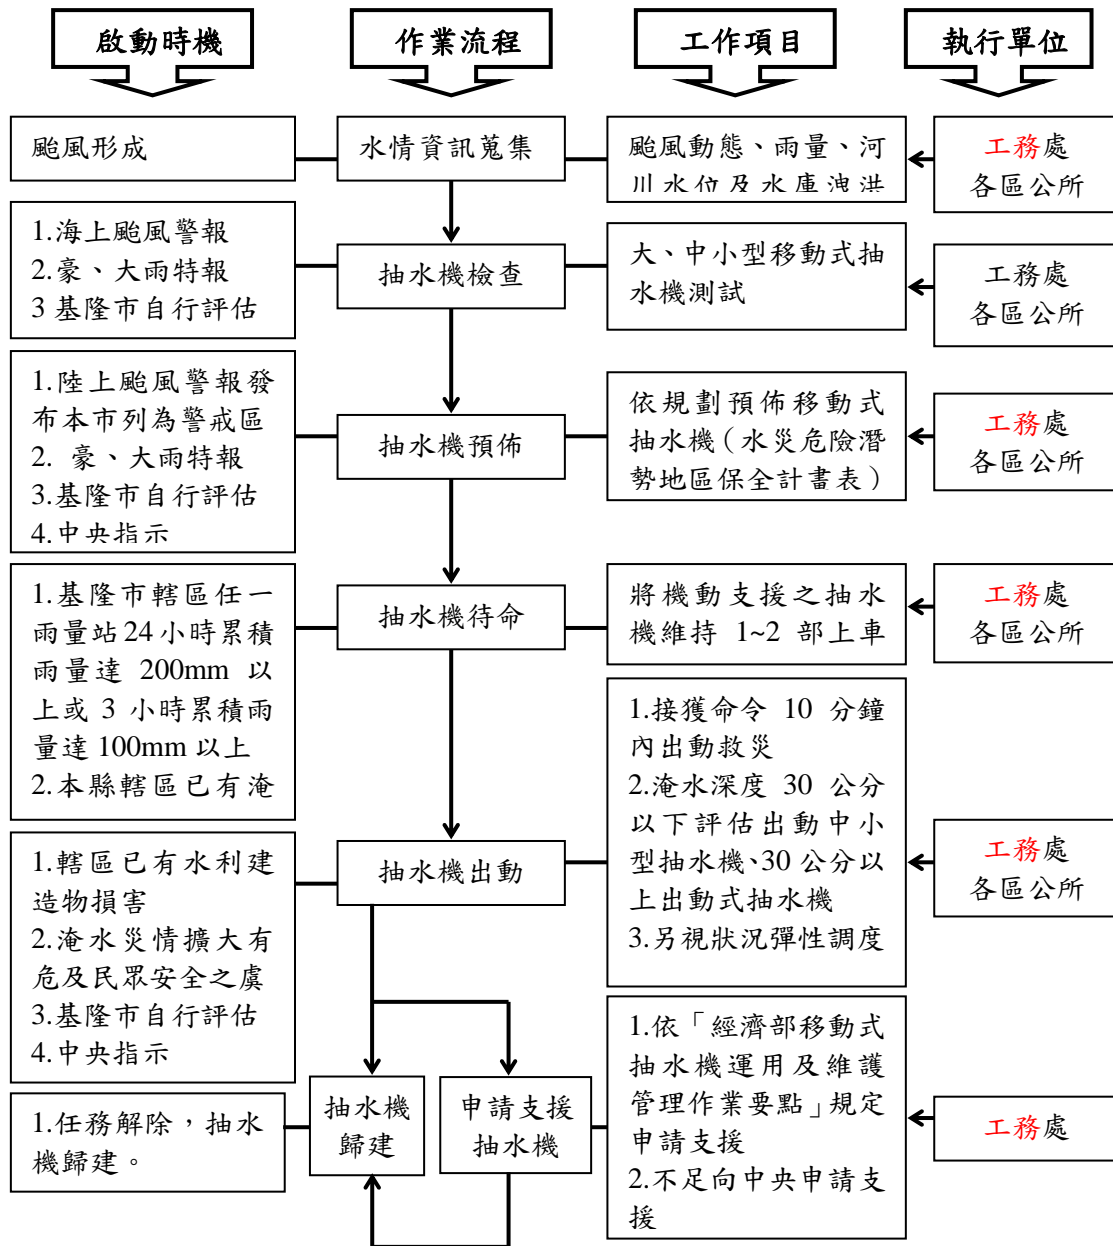 啟動時機
作業流程
工作項目
執行單位
颱風形成
水情資訊蒐集
颱風動態、雨量、河
川水位及水庫洩洪
工務處
各區公所
1.海上颱風警報
2.豪、大雨特報
3 基隆市自行評估
抽水機檢查
大、中小型移動式抽
水機測試
工務處
各區公所
1.陸上颱風警報發
布本市列為警戒區
2. 豪、大雨特報
3.基隆市自行評估
4.中央指示
抽水機預佈
依規劃預佈移動式
抽水機（水災危險潛
勢地區保全計畫表）
工務處
各區公所
1.基隆市轄區任一
雨量站 24 小時累積
雨量達 200mm 以
上或 3 小時累積雨
量達 100mm 以上
2.本縣轄區已有淹
抽水機待命
將機動支援之抽水
機維持 1~2 部上車
工務處
各區公所
1.轄區已有水利建
造物損害
2.淹水災情擴大有
危及民眾安全之虞
3.基隆市自行評估
4.中央指示
抽水機出動
1.接獲命令 10 分鐘
內出動救災
2.淹水深度 30 公分
以下評估出動中小
型抽水機、30 公分以
上出動式抽水機
3.另視狀況彈性調度
工務處
各區公所
1.任務解除，抽水
機歸建。
抽水機
歸建
申請支援
抽水機
1.依「經濟部移動式
抽水機運用及維護
管理作業要點」規定
申請支援
2.不足向中央申請支
援
工務處